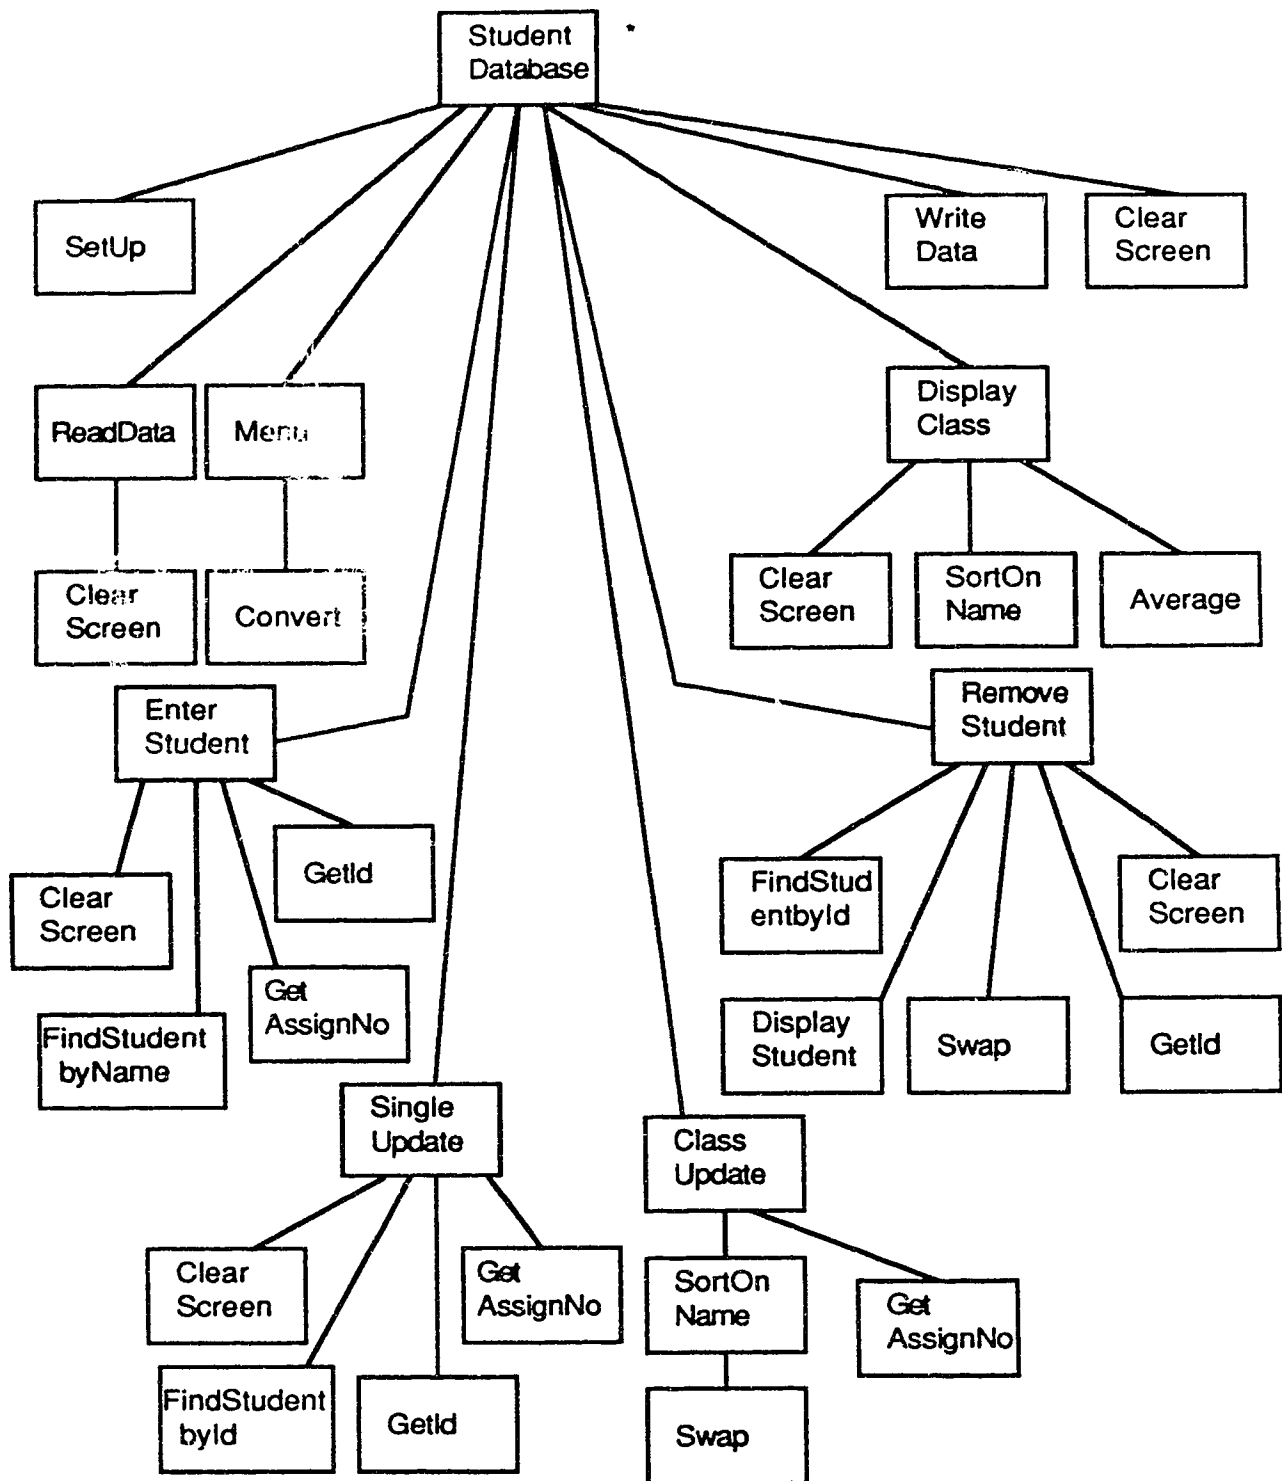 Student
Database
*
SetUp
Write
Data
Clear
Screen
ReadData
Menu
Display
Class
Clear
Screen
Convert
Clear
Screen
SortOn
Name
Average
Enter
Student
Remove
Student
GetId
Clear
Screen
FindStud
entbyId
Clear
Screen
Get
AssignNo
FindStudent
byName
Display
Student
Swap
GetId
Single
Update
Class
Update
Clear
Screen
Get
AssignNo
SortOn
Name
Get
AssignNo
FindStudent
byId
GetId
Swap